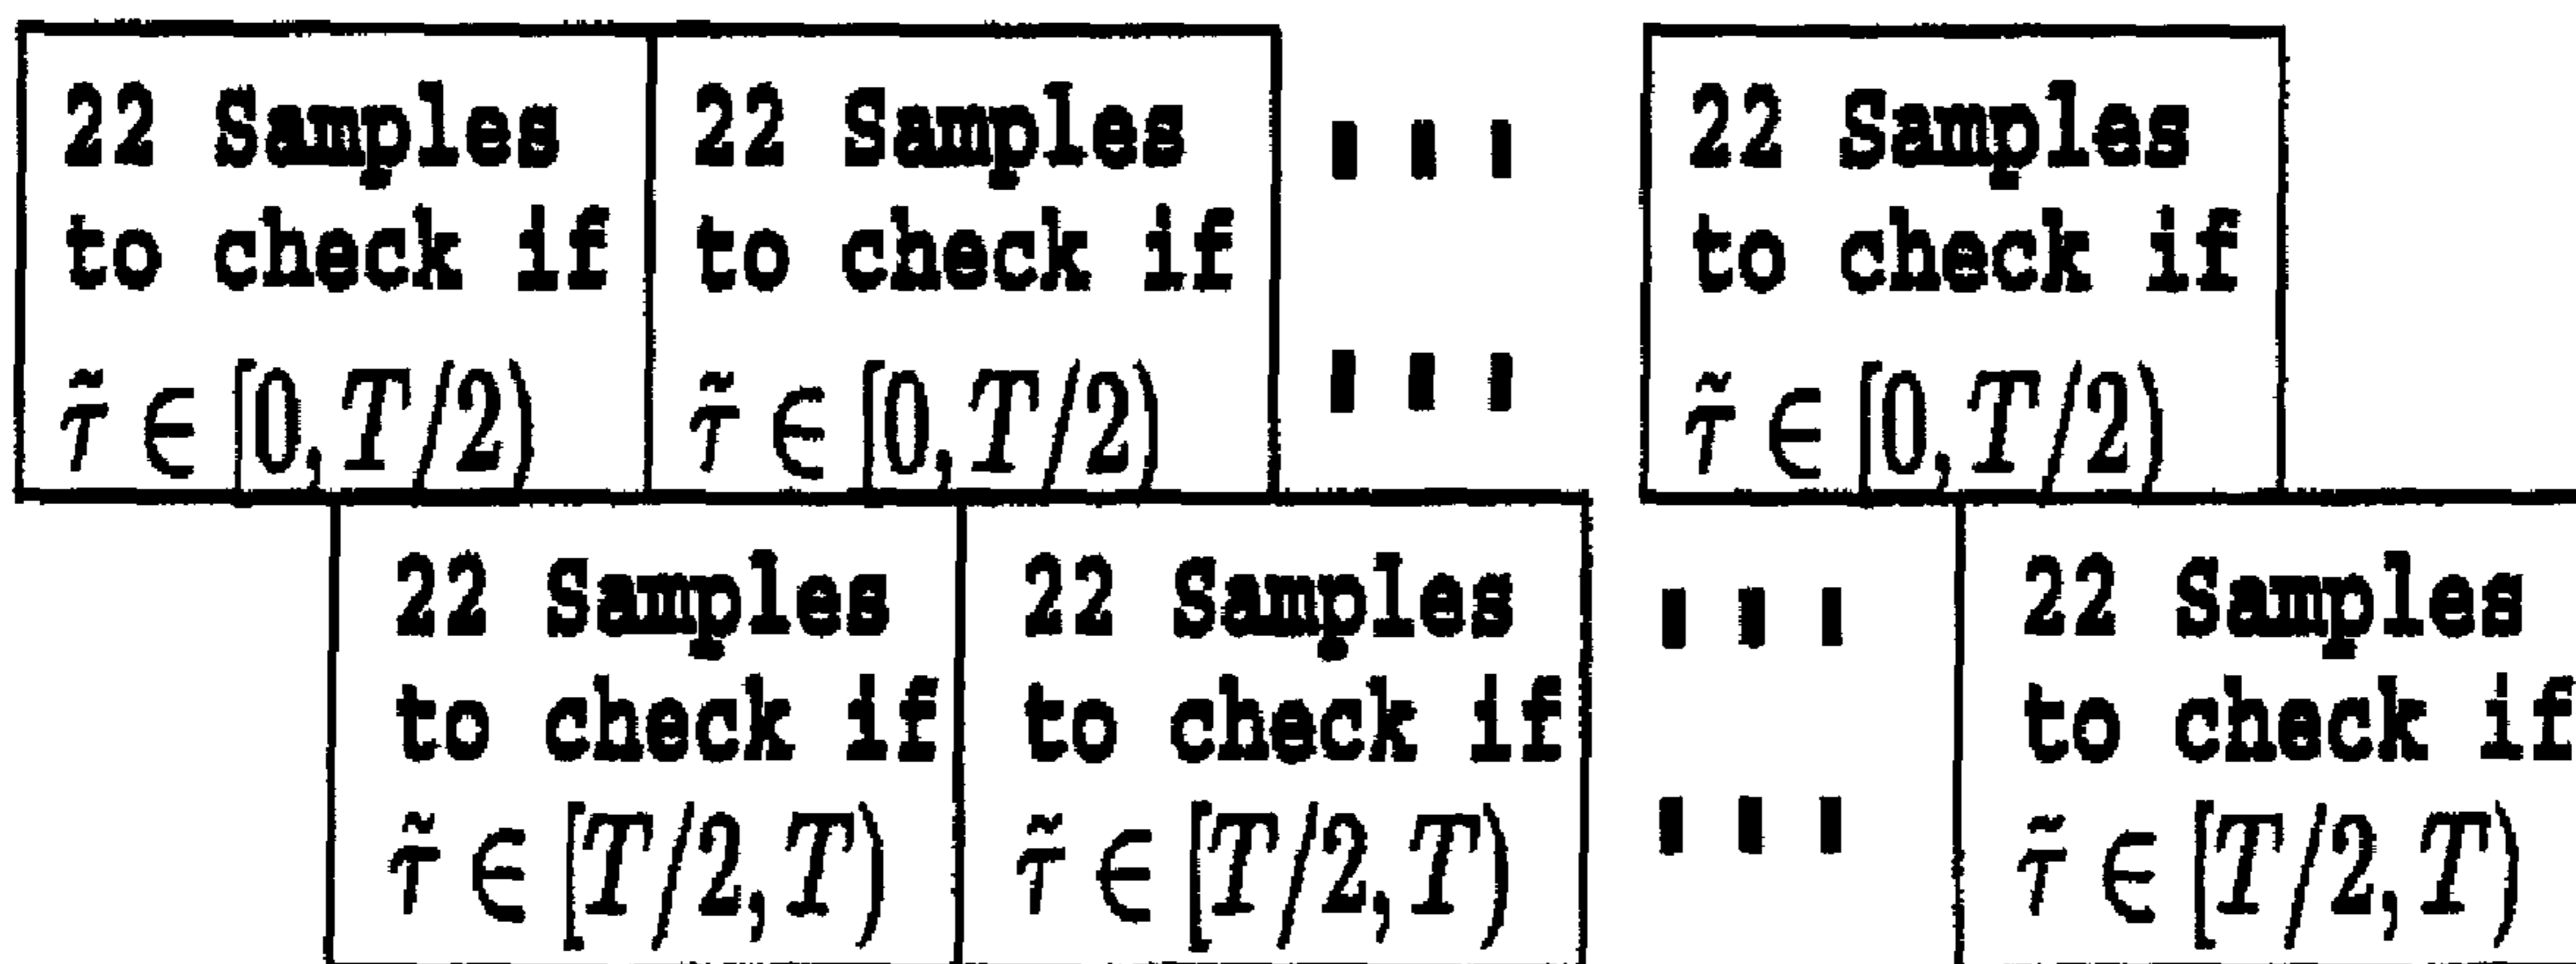 22 Samples
to check if
τ̃ ∈ [0, T/2)
22 Samples
to check if
τ̃ ∈ [0, T/2)
22 Samples
to check if
τ̃ ∈ [0, T/2)
22 Samples
to check if
τ̃ ∈ [T/2, T)
22 Samples
to check if
τ̃ ∈ [T/2, T)
22 Samples
to check if
τ̃ ∈ [T/2, T)